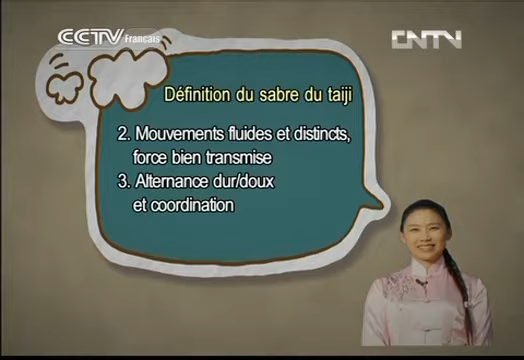 CCTV Français
CNTV
Définition du sabre du taiji
2. Mouvements fluides et distincts,
force bien transmise
3. Alternance dur/doux
et coordination